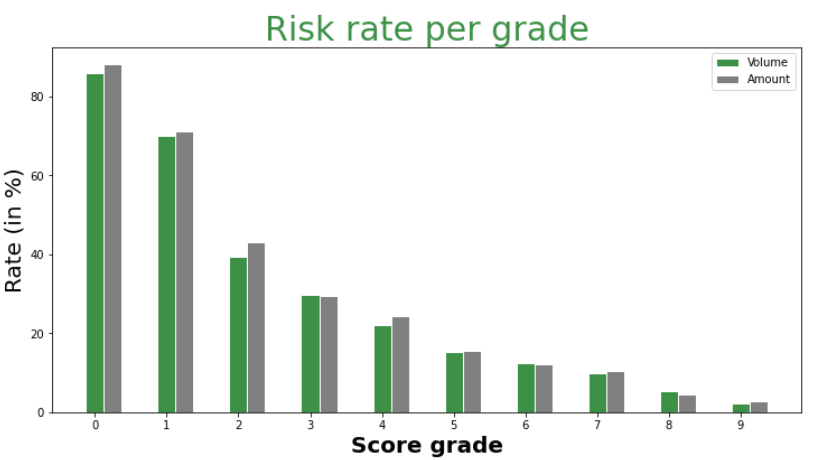 Risk rate per grade
Volume
Amount
Rate (in %)
80
60
40
20
0
0 1 2 3 4 5 6 7 8 9
Score grade